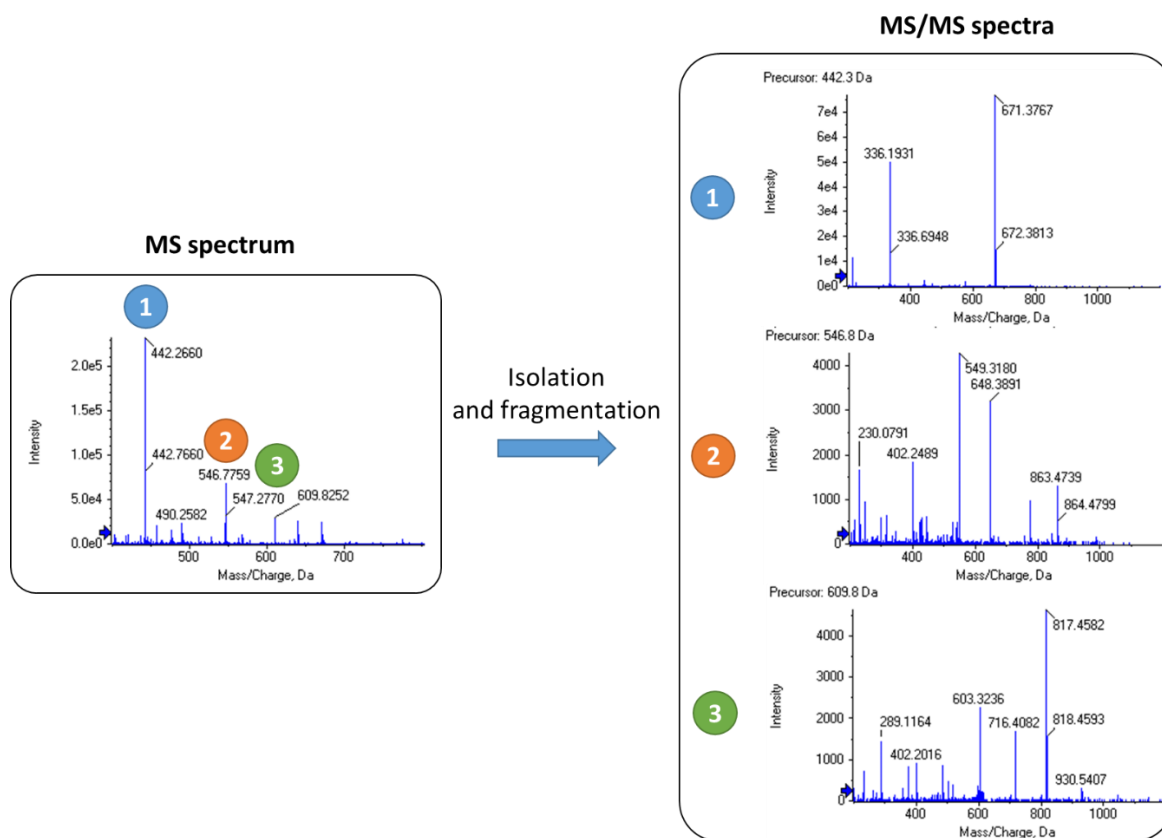 MS/MS spectra
Precursor: 442.3 Da
7e4
6e4
5e4
4e4
3e4
2e4
1e4
0
Intensity
671.3767
336.1931
336.6948
672.3813
400
600
800
1000
Mass/Charge, Da
1
MS spectrum
1
2.0e5
1.5e5
1.0e5
5.0e4
0.0e0
Intensity
442.2660
2
3
442.7660
546.7759
547.2770
609.8252
490.2582
500
600
700
Mass/Charge, Da
Isolation
and fragmentation
Precursor: 546.8 Da
2
4000
3000
2000
1000
0
Intensity
549.3180
648.3891
230.0791
402.2489
863.4739
864.4799
400
600
800
1000
Mass/Charge, Da
Precursor: 609.8 Da
3
4000
3000
2000
1000
0
Intensity
817.4582
603.3236
289.1164
716.4082
818.4593
402.2016
930.5407
400
600
800
1000
Mass/Charge, Da